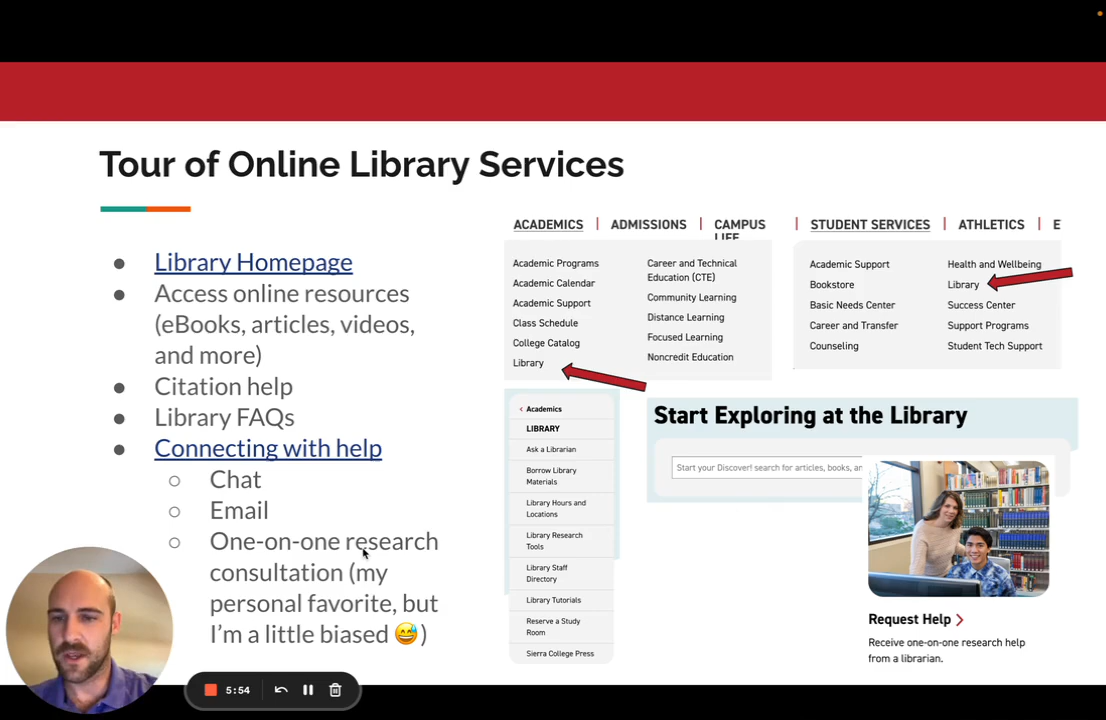 Tour of Online Library Services
Library Homepage
Access online resources
(eBooks, articles, videos,
and more)
Citation help
Library FAQs
Connecting with help
Chat
Email
One-on-one research
consultation (my
personal favorite, but
I'm a little biased 😅)
ACADEMICS | ADMISSIONS | CAMPUS
LIFE
Academic Programs
Academic Calendar
Academic Support
Class Schedule
College Catalog
Library
Career and Technical
Education (CTE)
Community Learning
Distance Learning
Focused Learning
Noncredit Education
| STUDENT SERVICES | ATHLETICS | E
Academic Support
Bookstore
Basic Needs Center
Career and Transfer
Counseling
Health and Wellbeing
Library
Success Center
Support Programs
Student Tech Support
‹ Academics
LIBRARY
Ask a Librarian
Borrow Library
Materials
Library Hours and
Locations
Library Research
Tools
Library Staff
Directory
Library Tutorials
Reserve a Study
Room
Sierra College Press
Start Exploring at the Library
Start your Discover! search for articles, books, an
Request Help
Receive one-on-one research help
from a librarian.
5:54